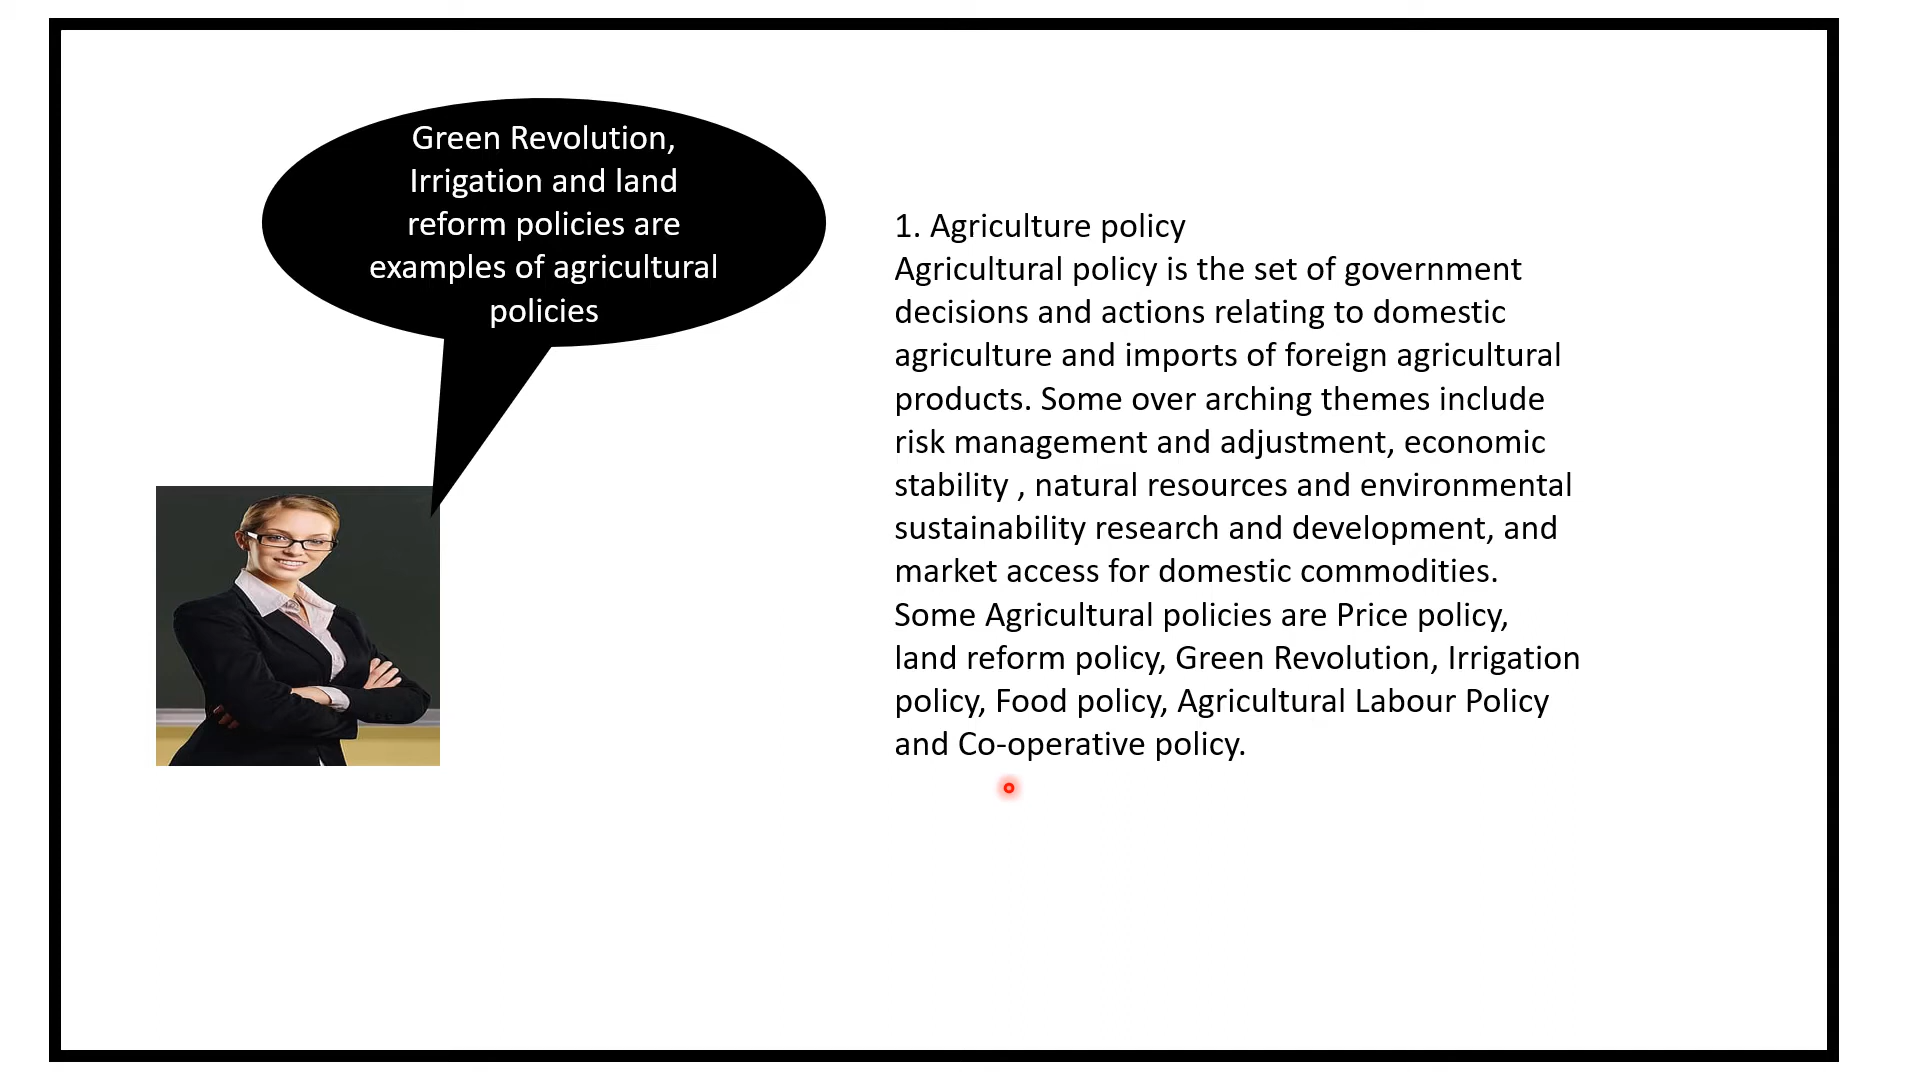 Green Revolution,
Irrigation and land
reform policies are
examples of agricultural
policies
1. Agriculture policy
Agricultural policy is the set of government
decisions and actions relating to domestic
agriculture and imports of foreign agricultural
products. Some over arching themes include
risk management and adjustment, economic
stability , natural resources and environmental
sustainability research and development, and
market access for domestic commodities.
Some Agricultural policies are Price policy,
land reform policy, Green Revolution, Irrigation
policy, Food policy, Agricultural Labour Policy
and Co-operative policy.